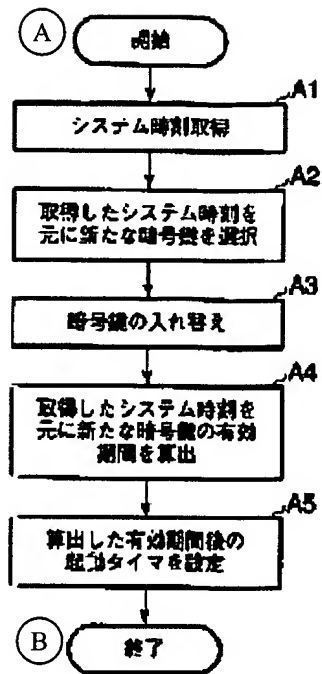 A
開始
A1
システム時刻取得
A2
取得したシステム時刻を
元に新たな暗号鍵を選択
A3
暗号鍵の入れ替え
A4
取得したシステム時刻を
元に新たな暗号鍵の有効
期間を算出
A5
算出した有効期間後の
起動タイマを設定
B
終了